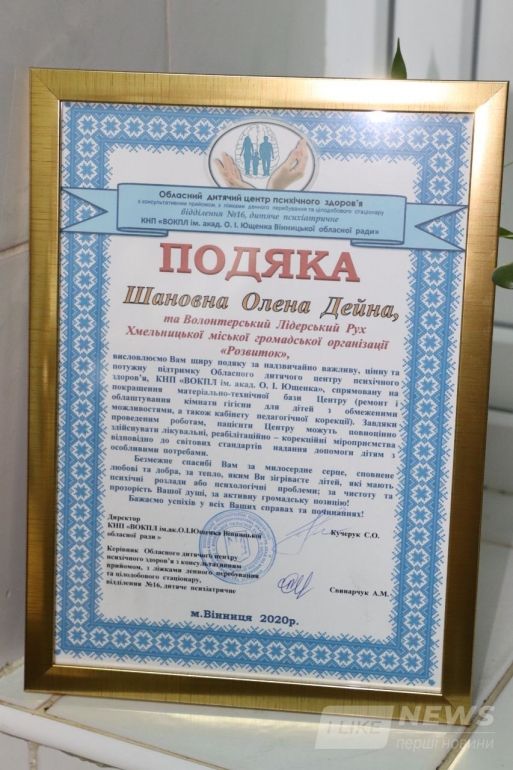 Обласний дитячий центр психічного здоров'я
з консультативним прийомом, з ліжками денного перебування та цілодобового стаціонару
Відділення №16, дитяче психіатричне
КНП «ВОКПЛ ім. акад. О. І. Ющенка Вінницької обласної ради»
ПОДЯКА
Шановна Олена Дейна,
та Волонтерський Лідерський Рух
Хмельницької міської громадської організації
«Розвиток»,
висловлюємо Вам щиру подяку за надзвичайно важливу, цінну та
потужну підтримку Обласного дитячого центру психічного
здоров'я, КНП «ВОКПЛ ім. акад. О. І. Ющенка», спрямовану на
покращення матеріально-технічної бази Центру (ремонт і
облаштування кімнати гігієни для дітей з обмеженими
можливостями, а також кабінету педагогічної корекції). Завдяки
проведеним роботам, пацієнти Центру можуть повноцінно
здійснювати лікувальні, реабілітаційно – корекційні міроприємства
відповідно до світових стандартів надання допомоги дітям з
особливими потребами.
Безмежне спасибі Вам за милосердне серце, сповнене
любові та добра, за тепло, яким Ви зігріваєте дітей, які мають
психічні розлади або психологічні проблеми; за чистоту та
прозорість Вашої душі, за активну громадську позицію!
Бажаємо успіхів у всіх Ваших справах та починаннях!
Директор
КНП «ВОКПЛ ім.ак.О.І.Ющенка Вінницької
обласної ради»
Кучерук С.О.
Керівник Обласного дитячого центру
психічного здоров'я з консультативним
прийомом, з ліжками денного перебування
та цілодобового стаціонару,
відділення №16, дитяче психіатричне
Свинарчук А.М.
м.Вінниця 2020р.
I LIKE NEWS
перші новини